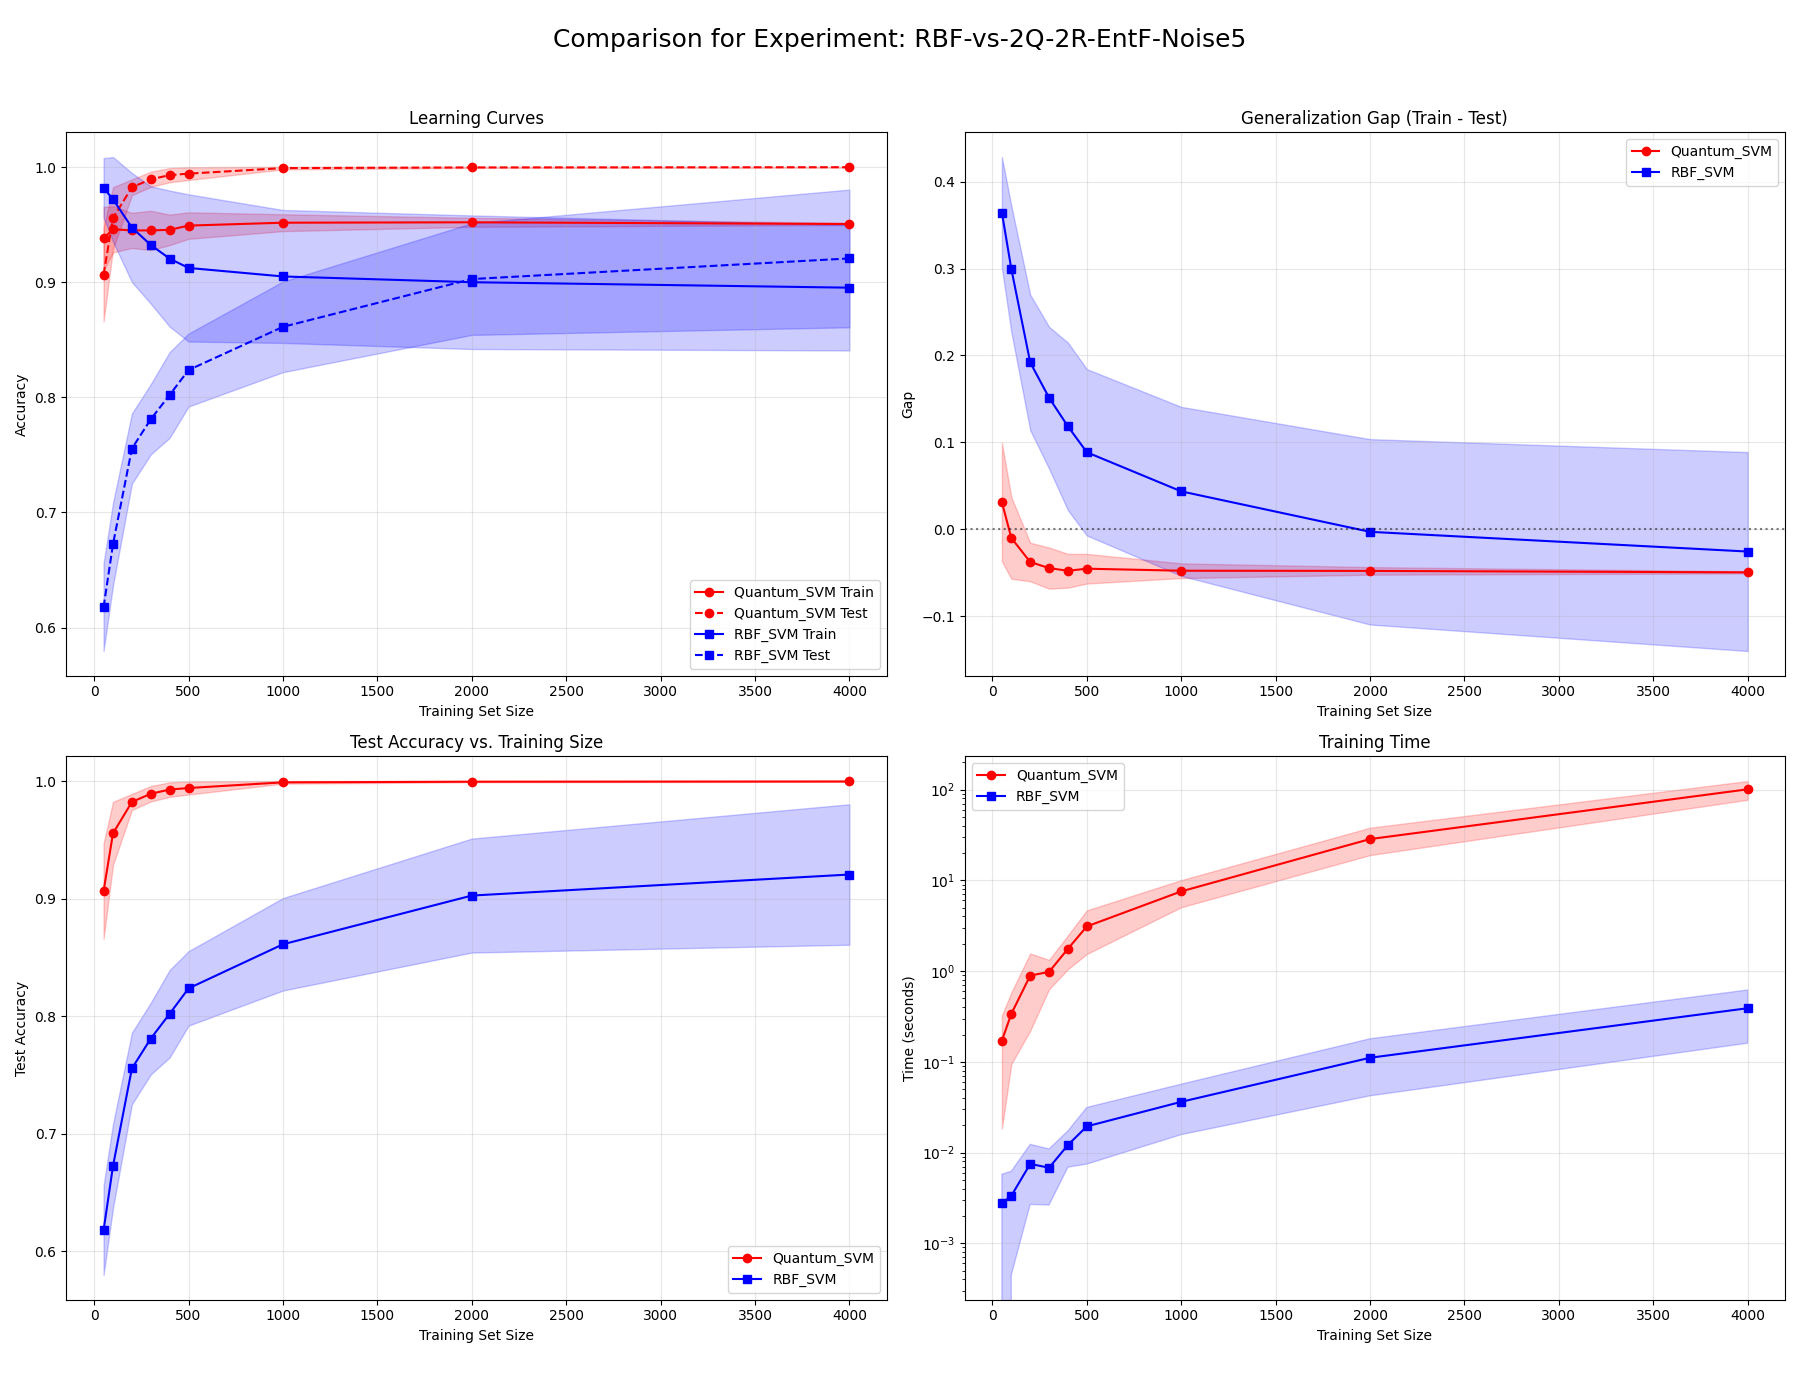 Comparison for Experiment: RBF-vs-2Q-2R-EntF-Noise5
Learning Curves
1.0
0.9
0.8
0.7
0.6
Accuracy
0
500
1000
1500
2000
2500
3000
3500
4000
Training Set Size
Quantum_SVM Train
Quantum_SVM Test
RBF_SVM Train
RBF_SVM Test
Generalization Gap (Train - Test)
0.4
0.3
0.2
0.1
0.0
−0.1
Gap
0
500
1000
1500
2000
2500
3000
3500
4000
Training Set Size
Quantum_SVM
RBF_SVM
Test Accuracy vs. Training Size
1.0
0.9
0.8
0.7
0.6
Test Accuracy
0
500
1000
1500
2000
2500
3000
3500
4000
Training Set Size
Quantum_SVM
RBF_SVM
Training Time
10²
10¹
10⁰
10⁻¹
10⁻²
10⁻³
Time (seconds)
0
500
1000
1500
2000
2500
3000
3500
4000
Training Set Size
Quantum_SVM
RBF_SVM